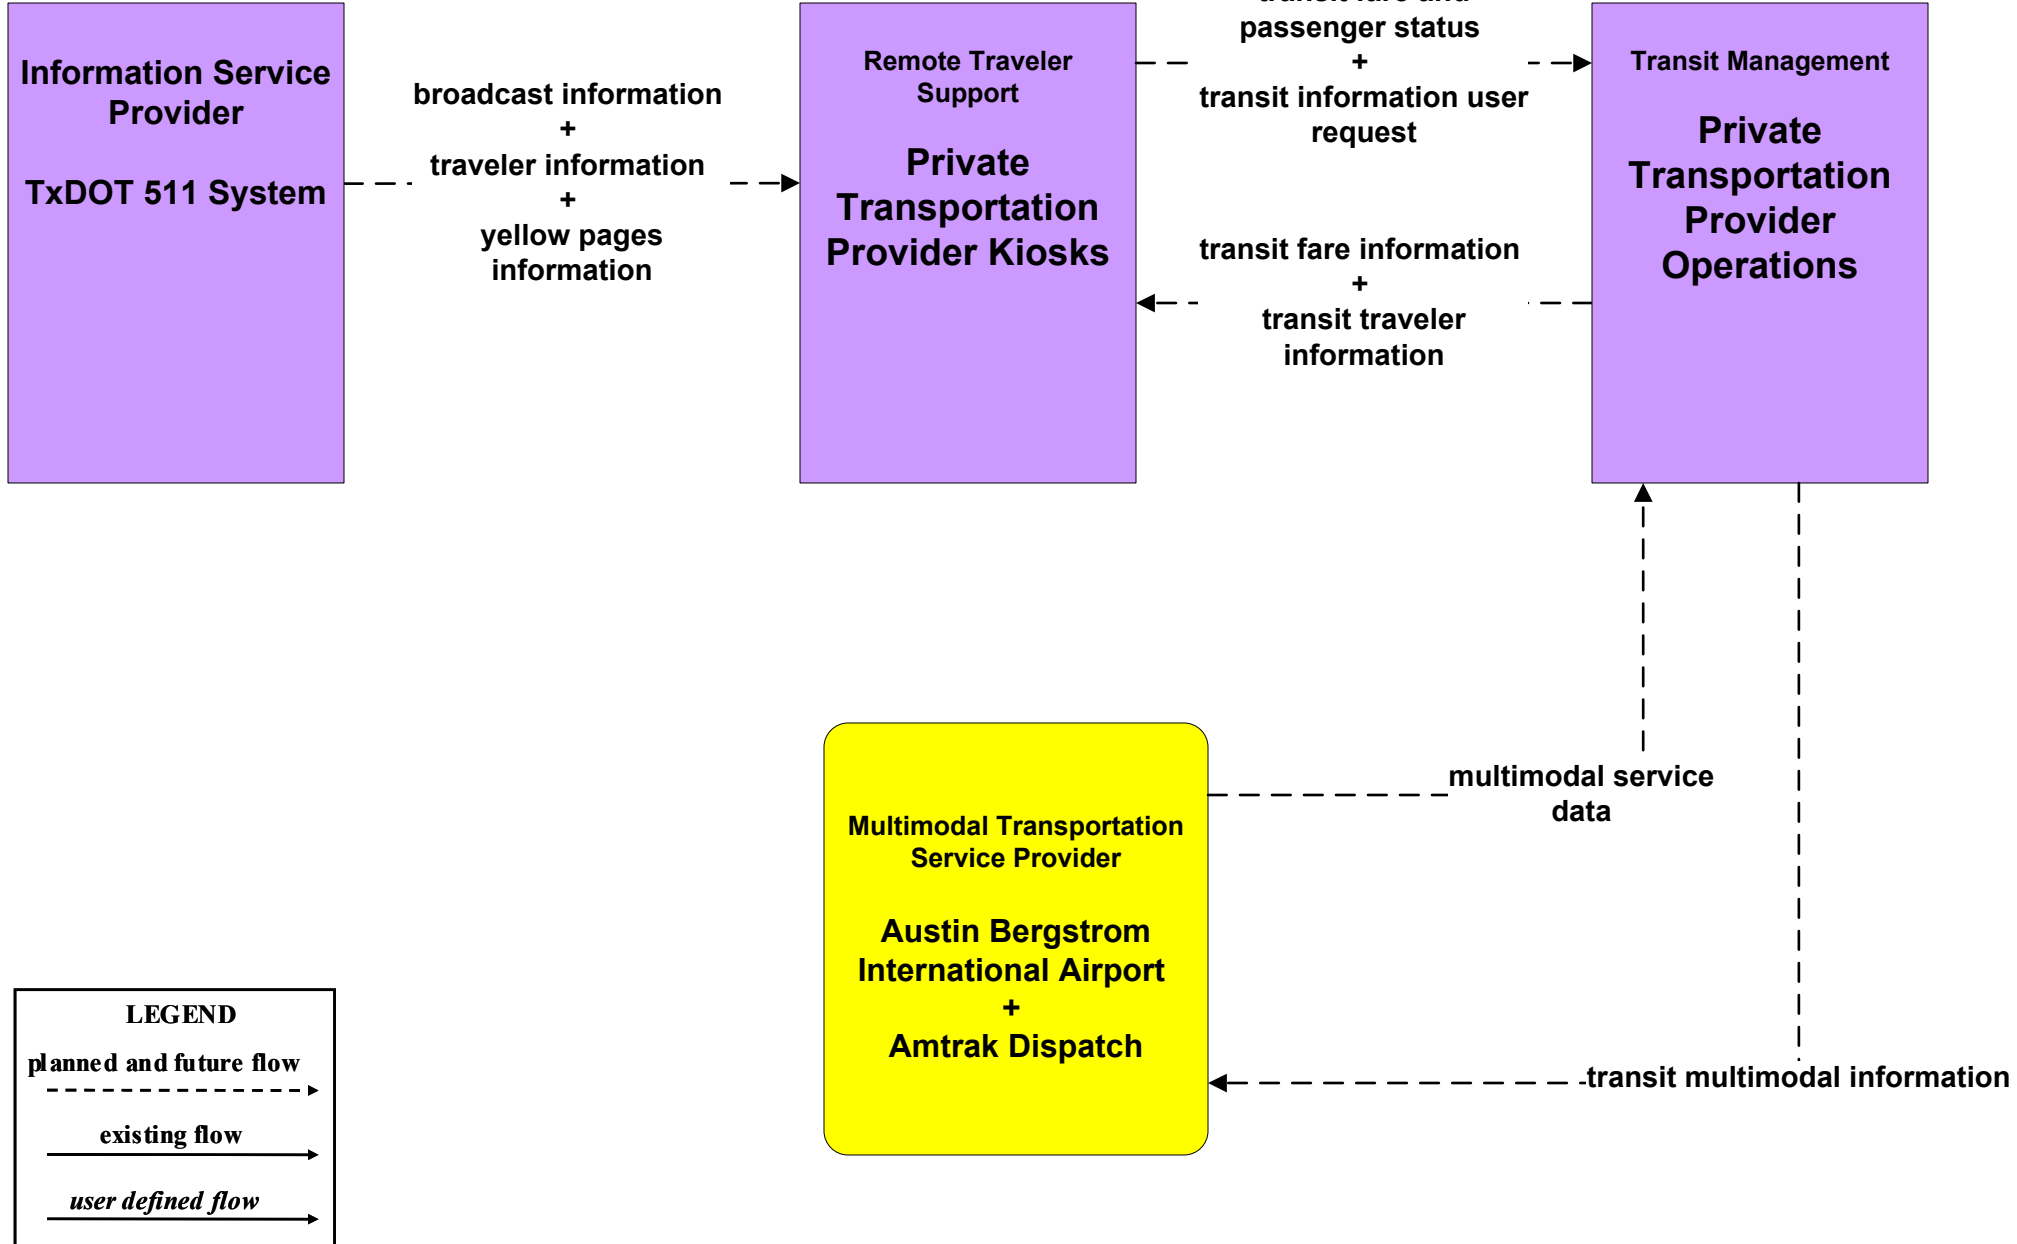 Information Service
Provider
TxDOT 511 System
broadcast information
+
traveler information
+
yellow pages
information
Remote Traveler
Support
Private
Transportation
Provider Kiosks
transit fare and
passenger status
+
transit information user
request
transit fare information
+
transit traveler
information
Transit Management
Private
Transportation
Provider
Operations
multimodal service
data
Multimodal Transportation
Service Provider
Austin Bergstrom
International Airport
+
Amtrak Dispatch
transit multimodal information
LEGEND
planned and future flow
existing flow
user defined flow